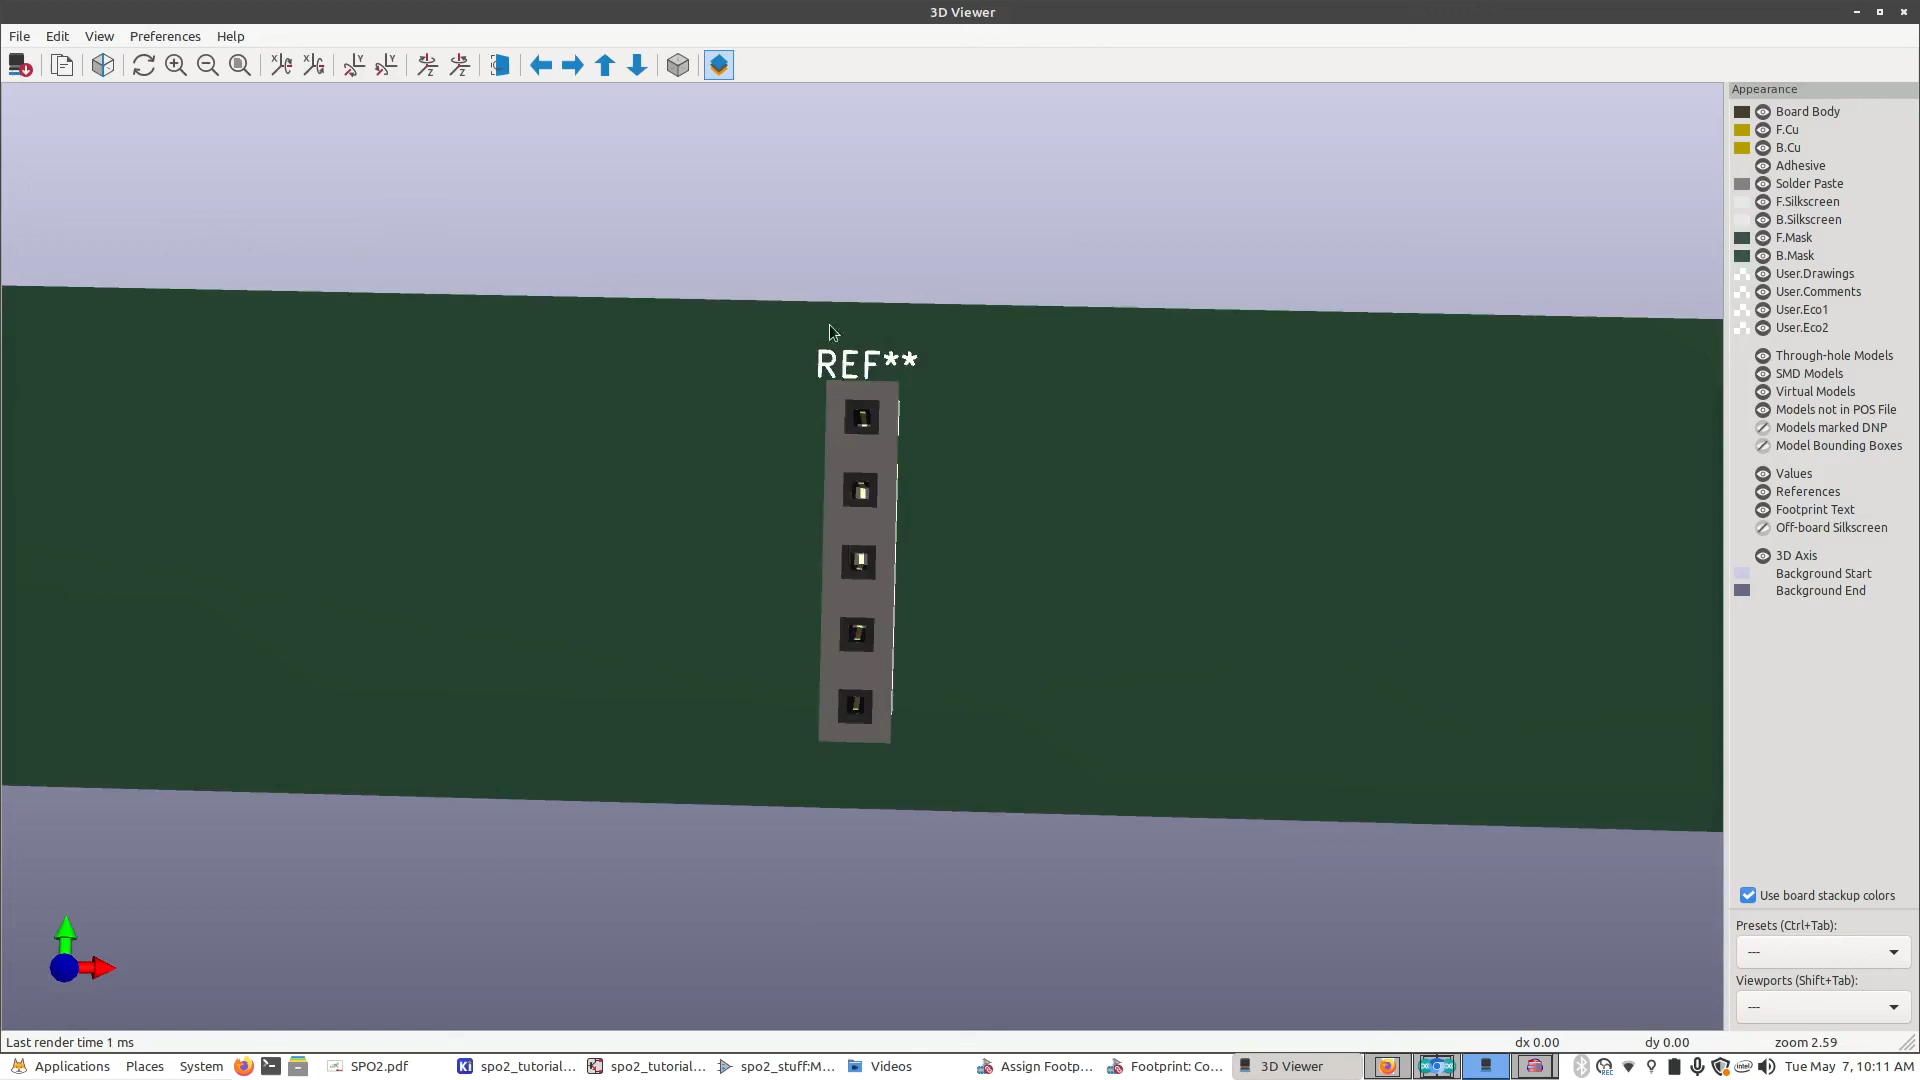 3D Viewer
File Edit View Preferences Help
Appearance
Board Body
F.Cu
B.Cu
Adhesive
Solder Paste
F.Silkscreen
B.Silkscreen
F.Mask
B.Mask
User.Drawings
User.Comments
User.Eco1
User.Eco2
Through-hole Models
SMD Models
Virtual Models
Models not in POS File
Models marked DNP
Model Bounding Boxes
Values
References
Footprint Text
Off-board Silkscreen
3D Axis
Background Start
Background End
REF**
Use board stackup colors
Presets (Ctrl+Tab):
---
Viewports (Shift+Tab):
---
Last render time 1 ms dx 0.00 dy 0.00 zoom 2.59
Applications Places System SPO2.pdf spo2_tutorial... spo2_tutorial... spo2_stuff:M... Videos Assign Footp... Footprint: Co... 3D Viewer Tue May 7, 10:11 AM